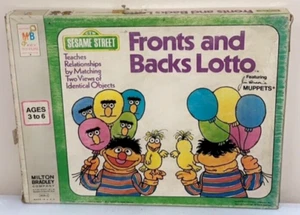 MB
SESAME STREET
Fronts and
Backs Lotto
Teaches
Relationships
by Matching
Two Views of
Identical Objects
Featuring
MUPPETS
AGES
3 to 6
MILTON
BRADLEY
COMPANY